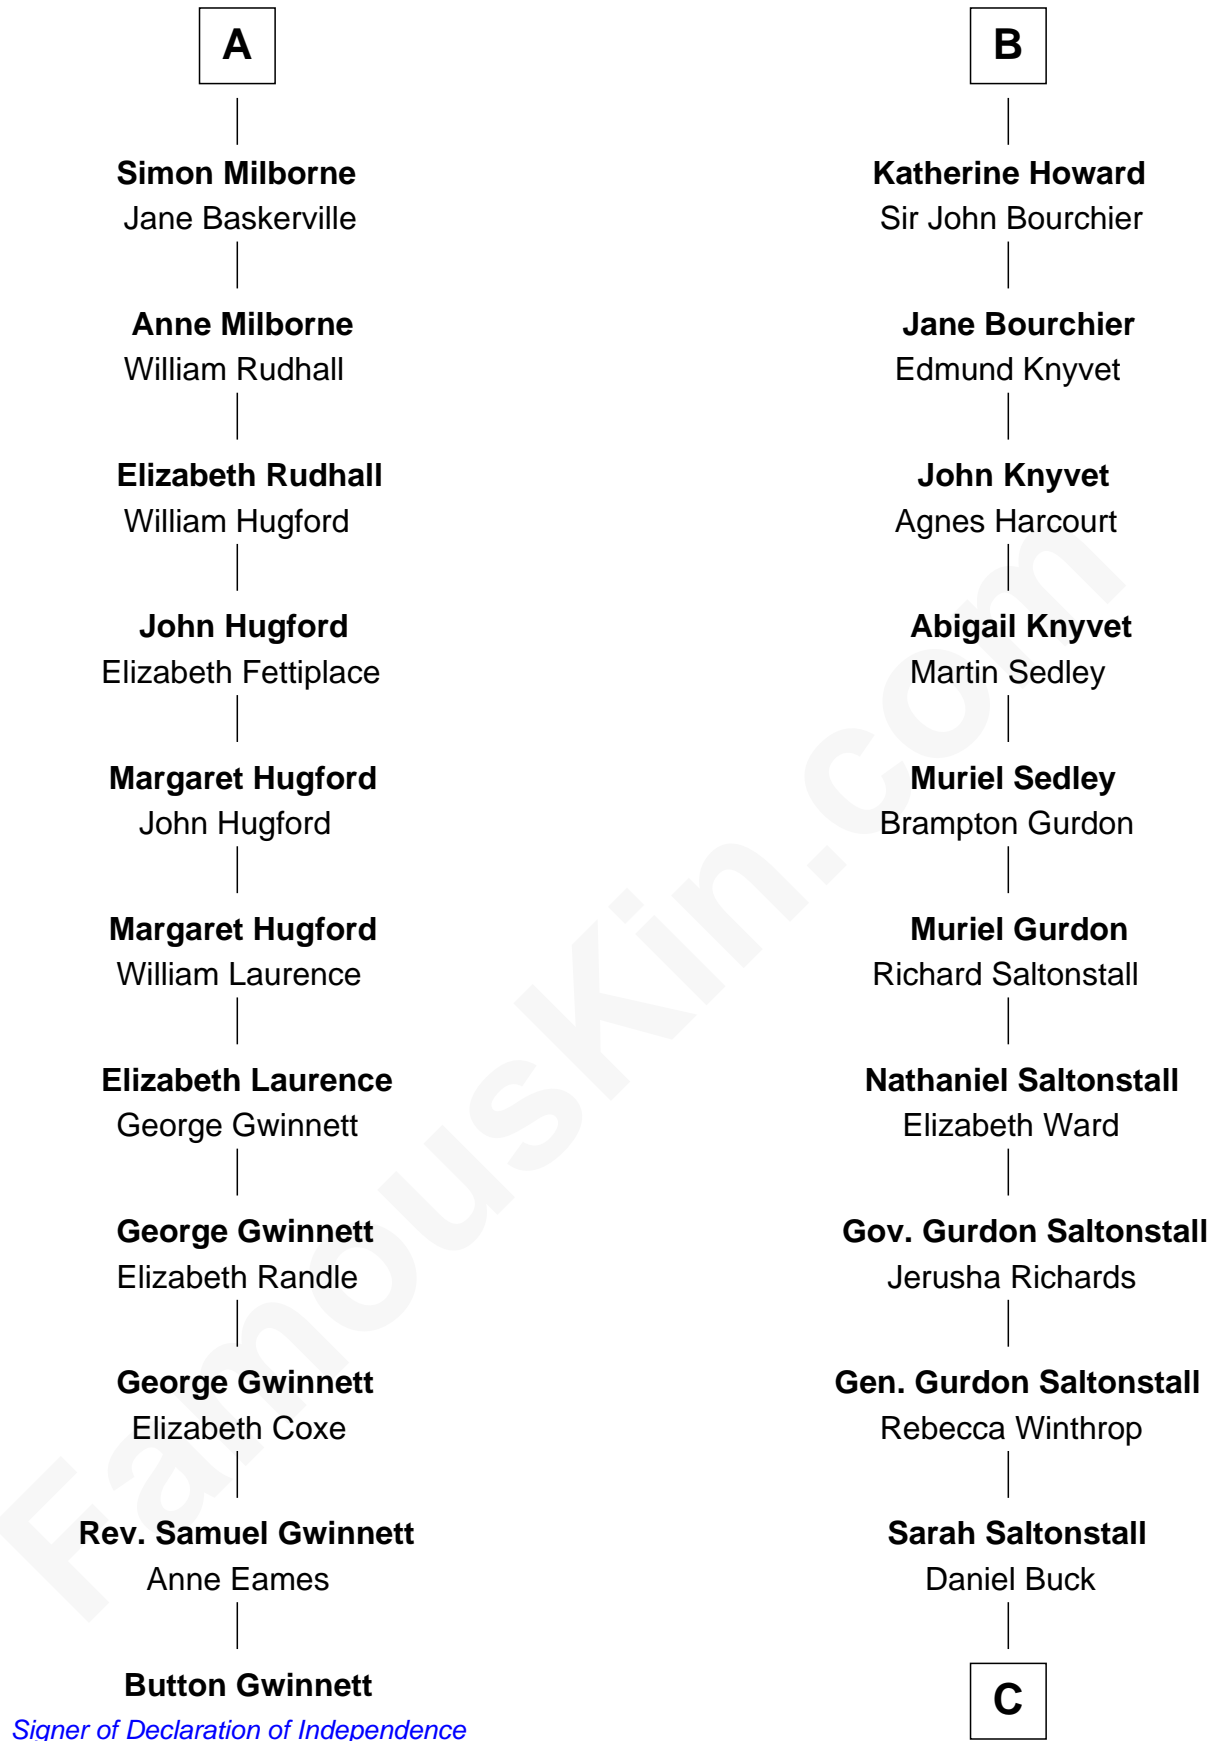 A
Simon Milborne
Jane Baskerville
Anne Milborne
William Rudhall
Elizabeth Rudhall
William Hugford
John Hugford
Elizabeth Fettiplace
Margaret Hugford
John Hugford
Margaret Hugford
William Laurence
Elizabeth Laurence
George Gwinnett
George Gwinnett
Elizabeth Randle
George Gwinnett
Elizabeth Coxe
Rev. Samuel Gwinnett
Anne Eames
Button Gwinnett
Signer of Declaration of Independence
B
Katherine Howard
Sir John Bourchier
Jane Bourchier
Edmund Knyvet
John Knyvet
Agnes Harcourt
Abigail Knyvet
Martin Sedley
Muriel Sedley
Brampton Gurdon
Muriel Gurdon
Richard Saltonstall
Nathaniel Saltonstall
Elizabeth Ward
Gov. Gurdon Saltonstall
Jerusha Richards
Gen. Gurdon Saltonstall
Rebecca Winthrop
Sarah Saltonstall
Daniel Buck
C
FamousKin.com